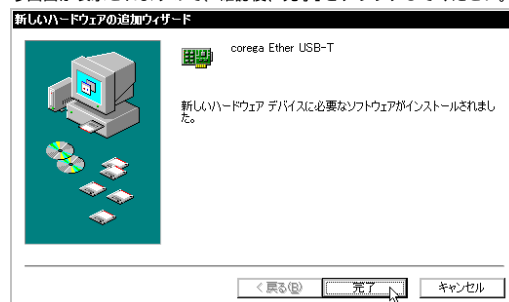 新しいハードウェアの追加ウィザード
corega Ether USB-T
新しいハードウェア デバイスに必要なソフトウェアがインストールされまし
た。
< 戻る(B)
完了
キャンセル